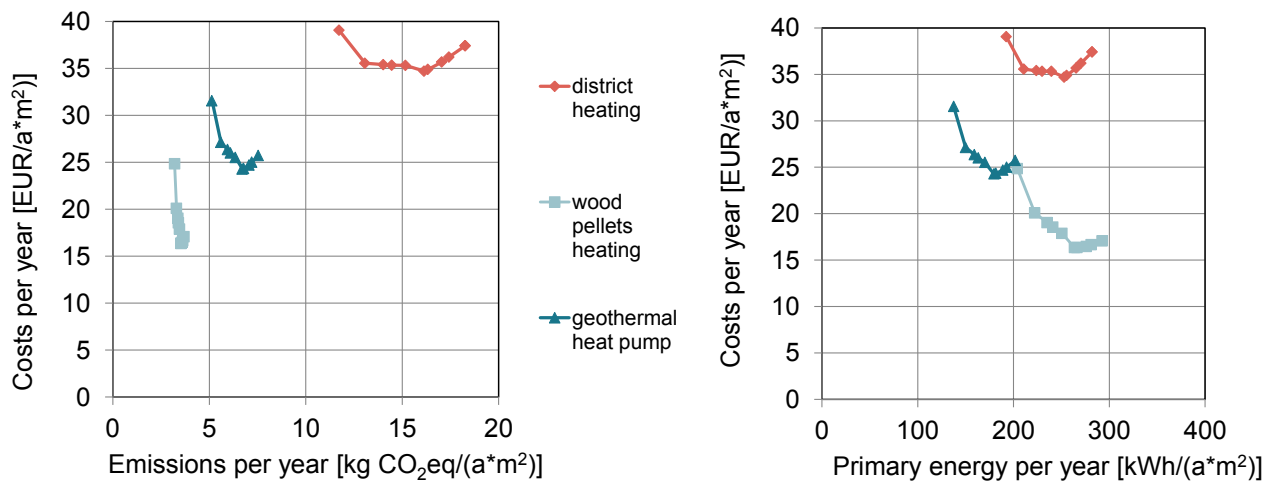 Costs per year [EUR/a*m²)]
40
35
30
25
20
15
10
5
0
0
5
10
15
20
Emissions per year [kg CO₂eq/(a*m²)]
district
heating
wood
pellets
heating
geothermal
heat pump
Costs per year [EUR/a*m²)]
40
35
30
25
20
15
10
5
0
0
100
200
300
400
Primary energy per year [kWh/(a*m²)]